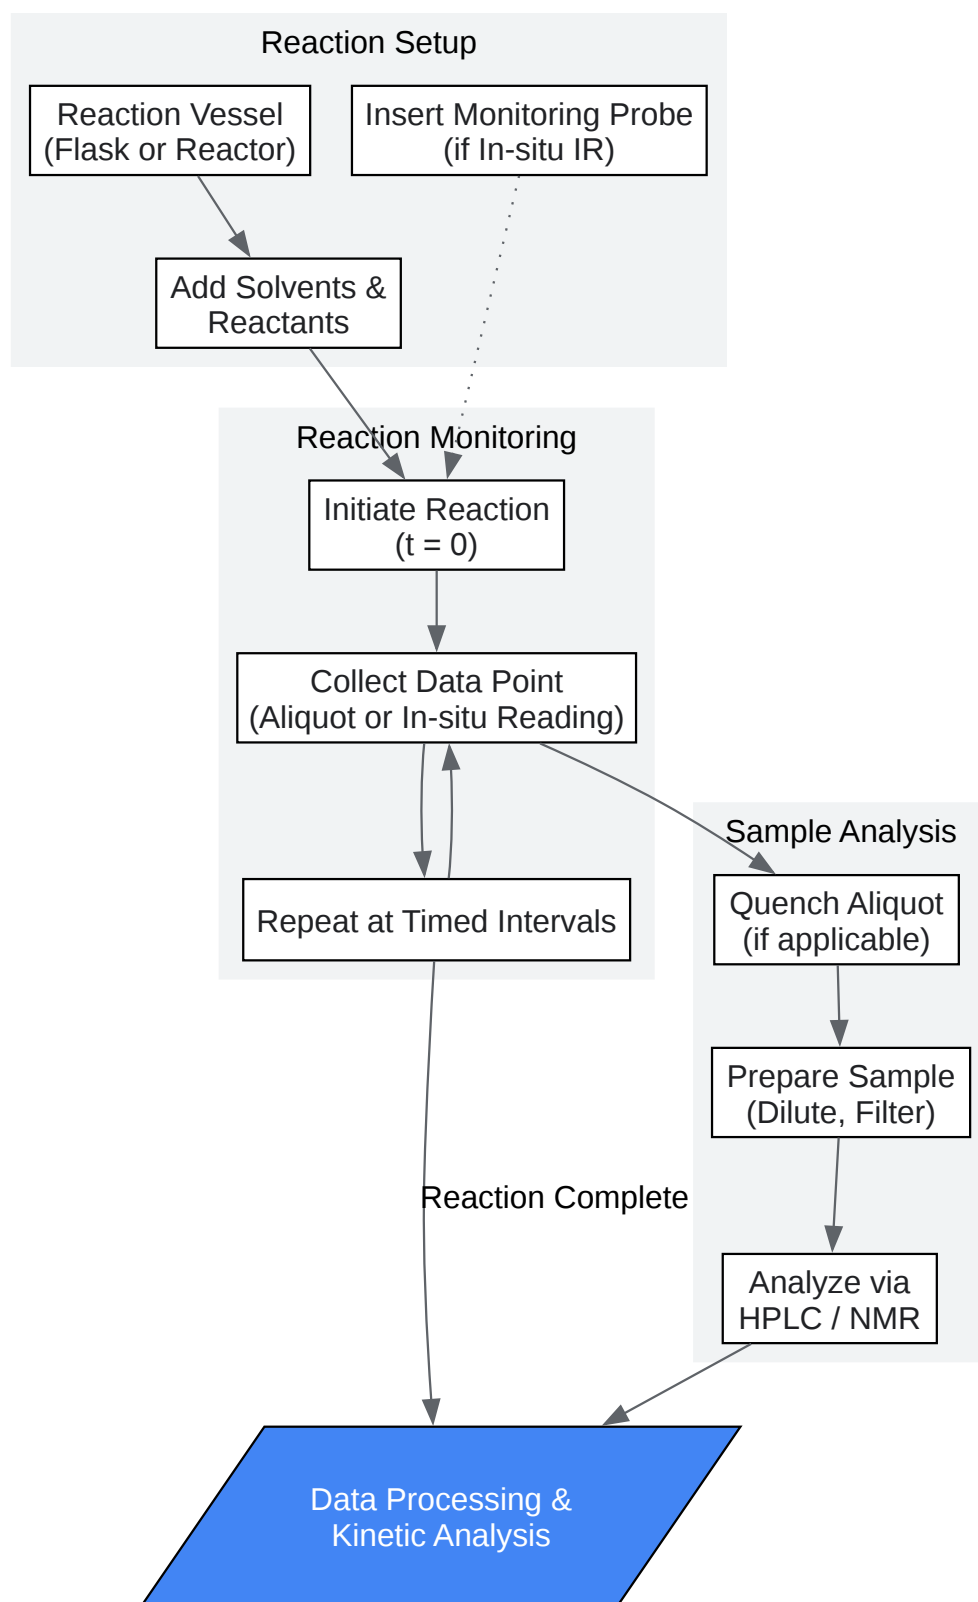 Reaction Setup
Reaction Vessel
(Flask or Reactor)
Insert Monitoring Probe
(if In-situ IR)
Add Solvents &
Reactants
Reaction Monitoring
Initiate Reaction
(t = 0)
Collect Data Point
(Aliquot or In-situ Reading)
Repeat at Timed Intervals
Sample Analysis
Quench Aliquot
(if applicable)
Prepare Sample
(Dilute, Filter)
Reaction Complete
Analyze via
HPLC / NMR
Data Processing &
Kinetic Analysis